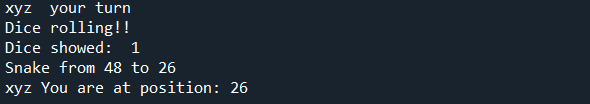 xyz  your turn
Dice rolling!!
Dice showed:  1
Snake from 48 to 26
xyz You are at position: 26